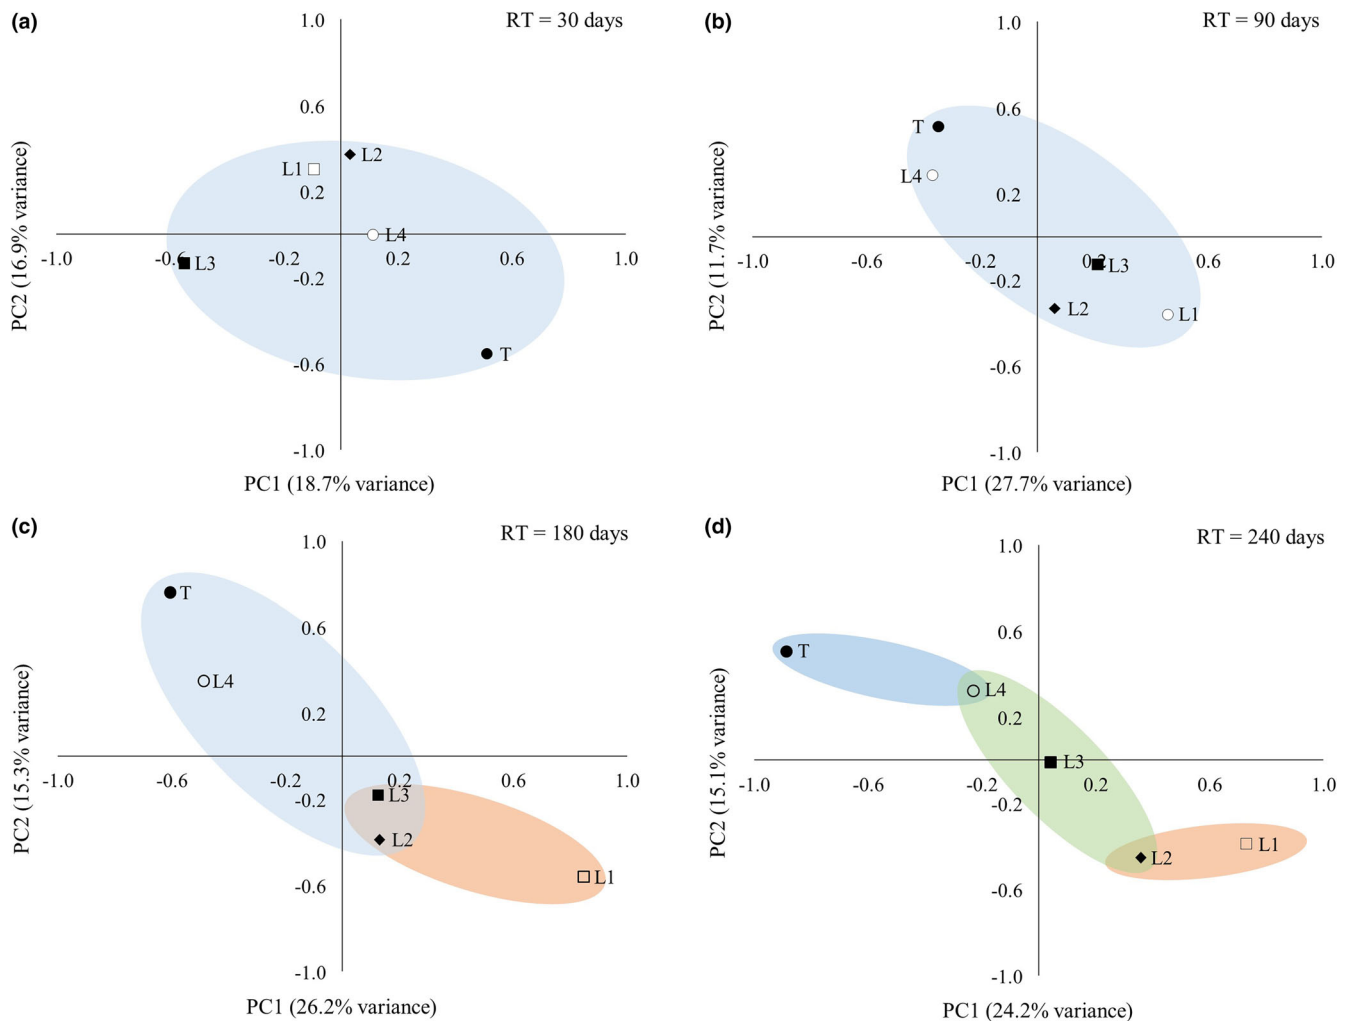 (a)
RT = 30 days
1.0
0.6
L2
L1
0.2
L4
-1.0
-0.6
L3
-0.2
0.2
0.6
1.0
-0.2
T
-0.6
-1.0
PC2 (16.9% variance)
PC1 (18.7% variance)
(b)
RT = 90 days
1.0
0.6
T
L4
0.2
-1.0
-0.6
-0.2
0.2
L3
0.6
1.0
-0.2
L2
L1
-0.6
-1.0
PC2 (11.7% variance)
PC1 (27.7% variance)
(c)
RT = 180 days
1.0
T
0.6
L4
0.2
-1.0
-0.6
-0.2
0.2
0.6
1.0
-0.2
L3
L2
L1
-0.6
-1.0
PC2 (15.3% variance)
PC1 (26.2% variance)
(d)
RT = 240 days
1.0
0.6
T
L4
0.2
L3
-1.0
-0.6
-0.2
0.2
0.6
1.0
-0.2
L2
L1
-0.6
-1.0
PC2 (15.1% variance)
PC1 (24.2% variance)